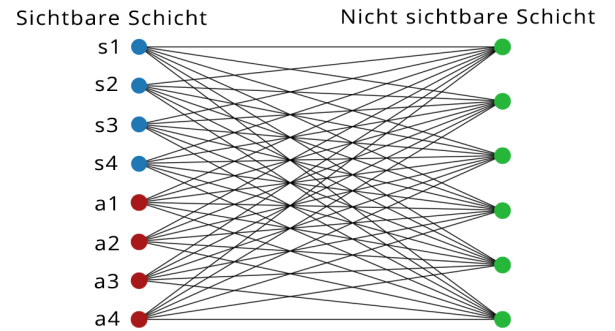 Sichtbare Schicht
Nicht sichtbare Schicht
s1
s2
s3
s4
a1
a2
a3
a4